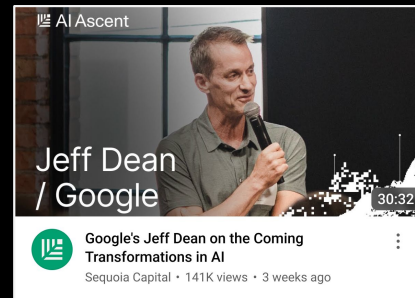 AI Ascent
Jeff Dean
/ Google
30:32
Google's Jeff Dean on the Coming
Transformations in AI
Sequoia Capital • 141K views • 3 weeks ago